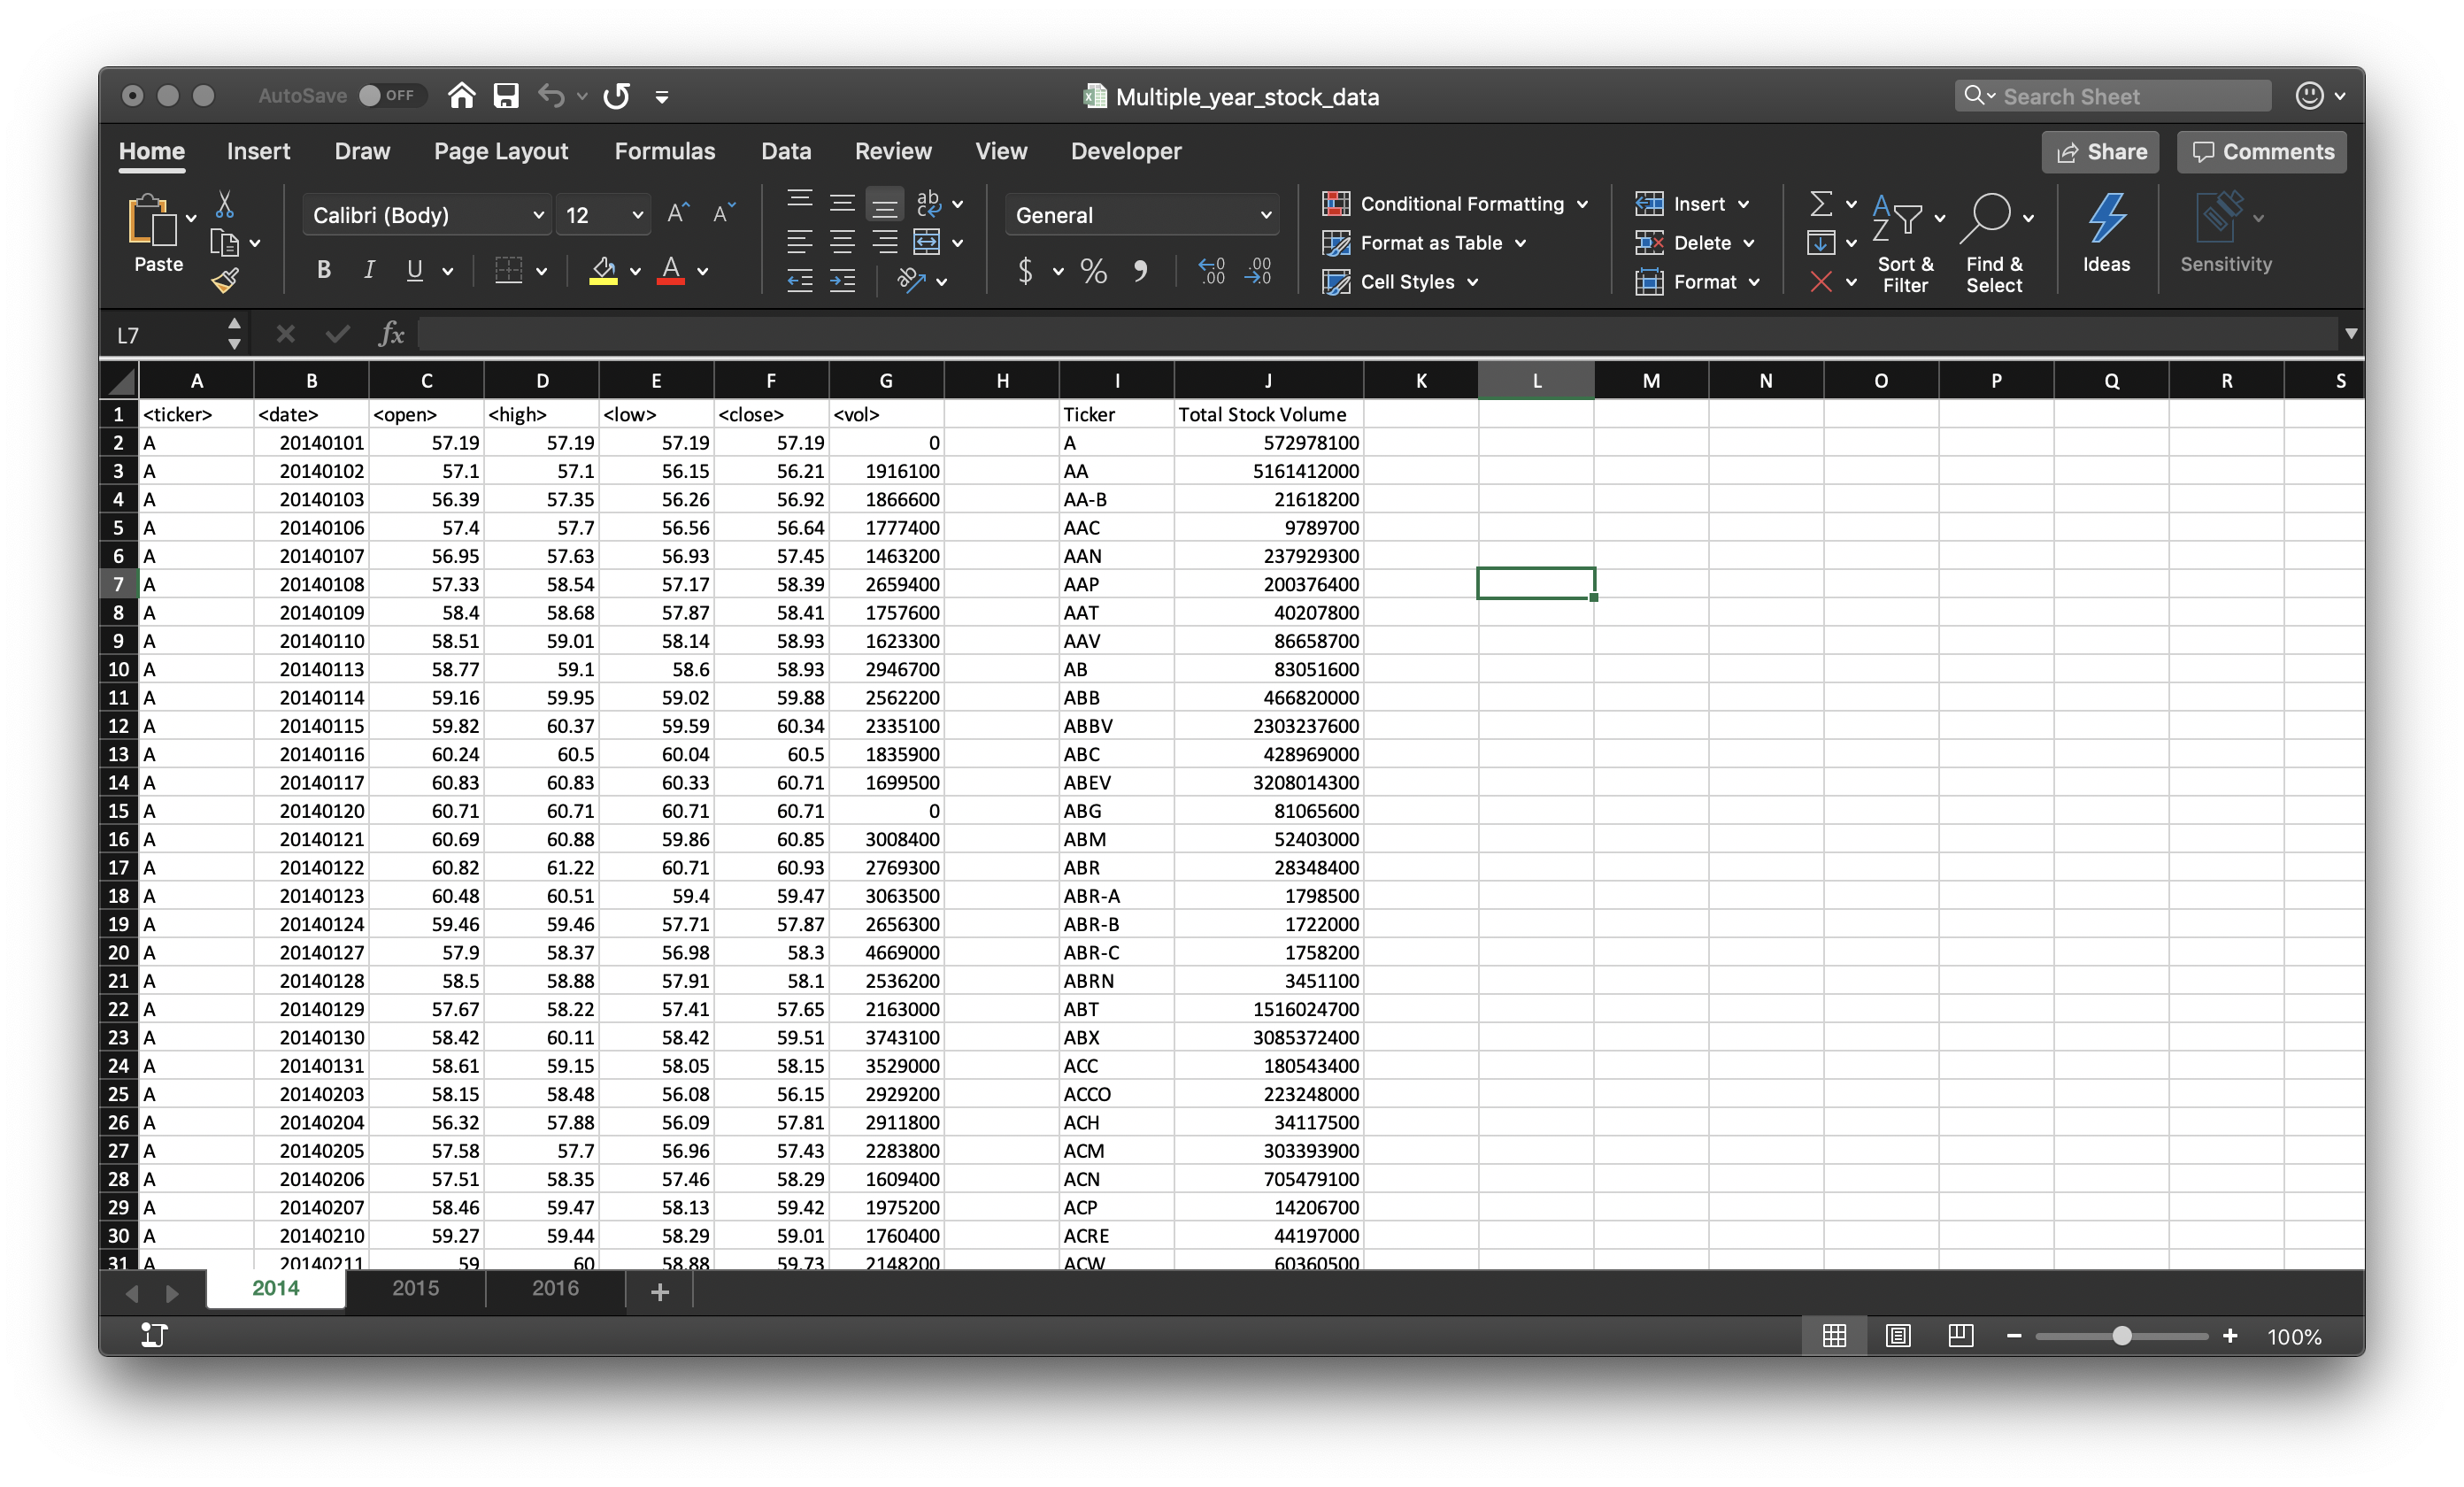 AutoSave OFF Multiple_year_stock_data Search Sheet
Home Insert Draw Page Layout Formulas Data Review View Developer Share Comments
Paste Calibri (Body) 12 A A ab c General Conditional Formatting Insert Sort & Filter Find & Select Ideas Sensitivity
Format as Table Delete
B I U A $ % .0 .00 .00 .0 Cell Styles Format
L7 fx
A B C D E F G H I J K L M N O P Q R S
1 <ticker> <date> <open> <high> <low> <close> <vol> Ticker Total Stock Volume
2 A 20140101 57.19 57.19 57.19 57.19 0 A 572978100
3 A 20140102 57.1 57.1 56.15 56.21 1916100 AA 5161412000
4 A 20140103 56.39 57.35 56.26 56.92 1866600 AA-B 21618200
5 A 20140106 57.4 57.7 56.56 56.64 1777400 AAC 9789700
6 A 20140107 56.95 57.63 56.93 57.45 1463200 AAN 237929300
7 A 20140108 57.33 58.54 57.17 58.39 2659400 AAP 200376400
8 A 20140109 58.4 58.68 57.87 58.41 1757600 AAT 40207800
9 A 20140110 58.51 59.01 58.14 58.93 1623300 AAV 86658700
10 A 20140113 58.77 59.1 58.6 58.93 2946700 AB 83051600
11 A 20140114 59.16 59.95 59.02 59.88 2562200 ABB 466820000
12 A 20140115 59.82 60.37 59.59 60.34 2335100 ABBV 2303237600
13 A 20140116 60.24 60.5 60.04 60.5 1835900 ABC 428969000
14 A 20140117 60.83 60.83 60.33 60.71 1699500 ABEV 3208014300
15 A 20140120 60.71 60.71 60.71 60.71 0 ABG 81065600
16 A 20140121 60.69 60.88 59.86 60.85 3008400 ABM 52403000
17 A 20140122 60.82 61.22 60.71 60.93 2769300 ABR 28348400
18 A 20140123 60.48 60.51 59.4 59.47 3063500 ABR-A 1798500
19 A 20140124 59.46 59.46 57.71 57.87 2656300 ABR-B 1722000
20 A 20140127 57.9 58.37 56.98 58.3 4669000 ABR-C 1758200
21 A 20140128 58.5 58.88 57.91 58.1 2536200 ABRN 3451100
22 A 20140129 57.67 58.22 57.41 57.65 2163000 ABT 1516024700
23 A 20140130 58.42 60.11 58.42 59.51 3743100 ABX 3085372400
24 A 20140131 58.61 59.15 58.05 58.15 3529000 ACC 180543400
25 A 20140203 58.15 58.48 56.08 56.15 2929200 ACCO 223248000
26 A 20140204 56.32 57.88 56.09 57.81 2911800 ACH 34117500
27 A 20140205 57.58 57.7 56.96 57.43 2283800 ACM 303393900
28 A 20140206 57.51 58.35 57.46 58.29 1609400 ACN 705479100
29 A 20140207 58.46 59.47 58.13 59.42 1975200 ACP 14206700
30 A 20140210 59.27 59.44 58.29 59.01 1760400 ACRE 44197000
31 A 20140211 59 60 58.88 59.73 2148200 ACW 60360500
2014 2015 2016
100%